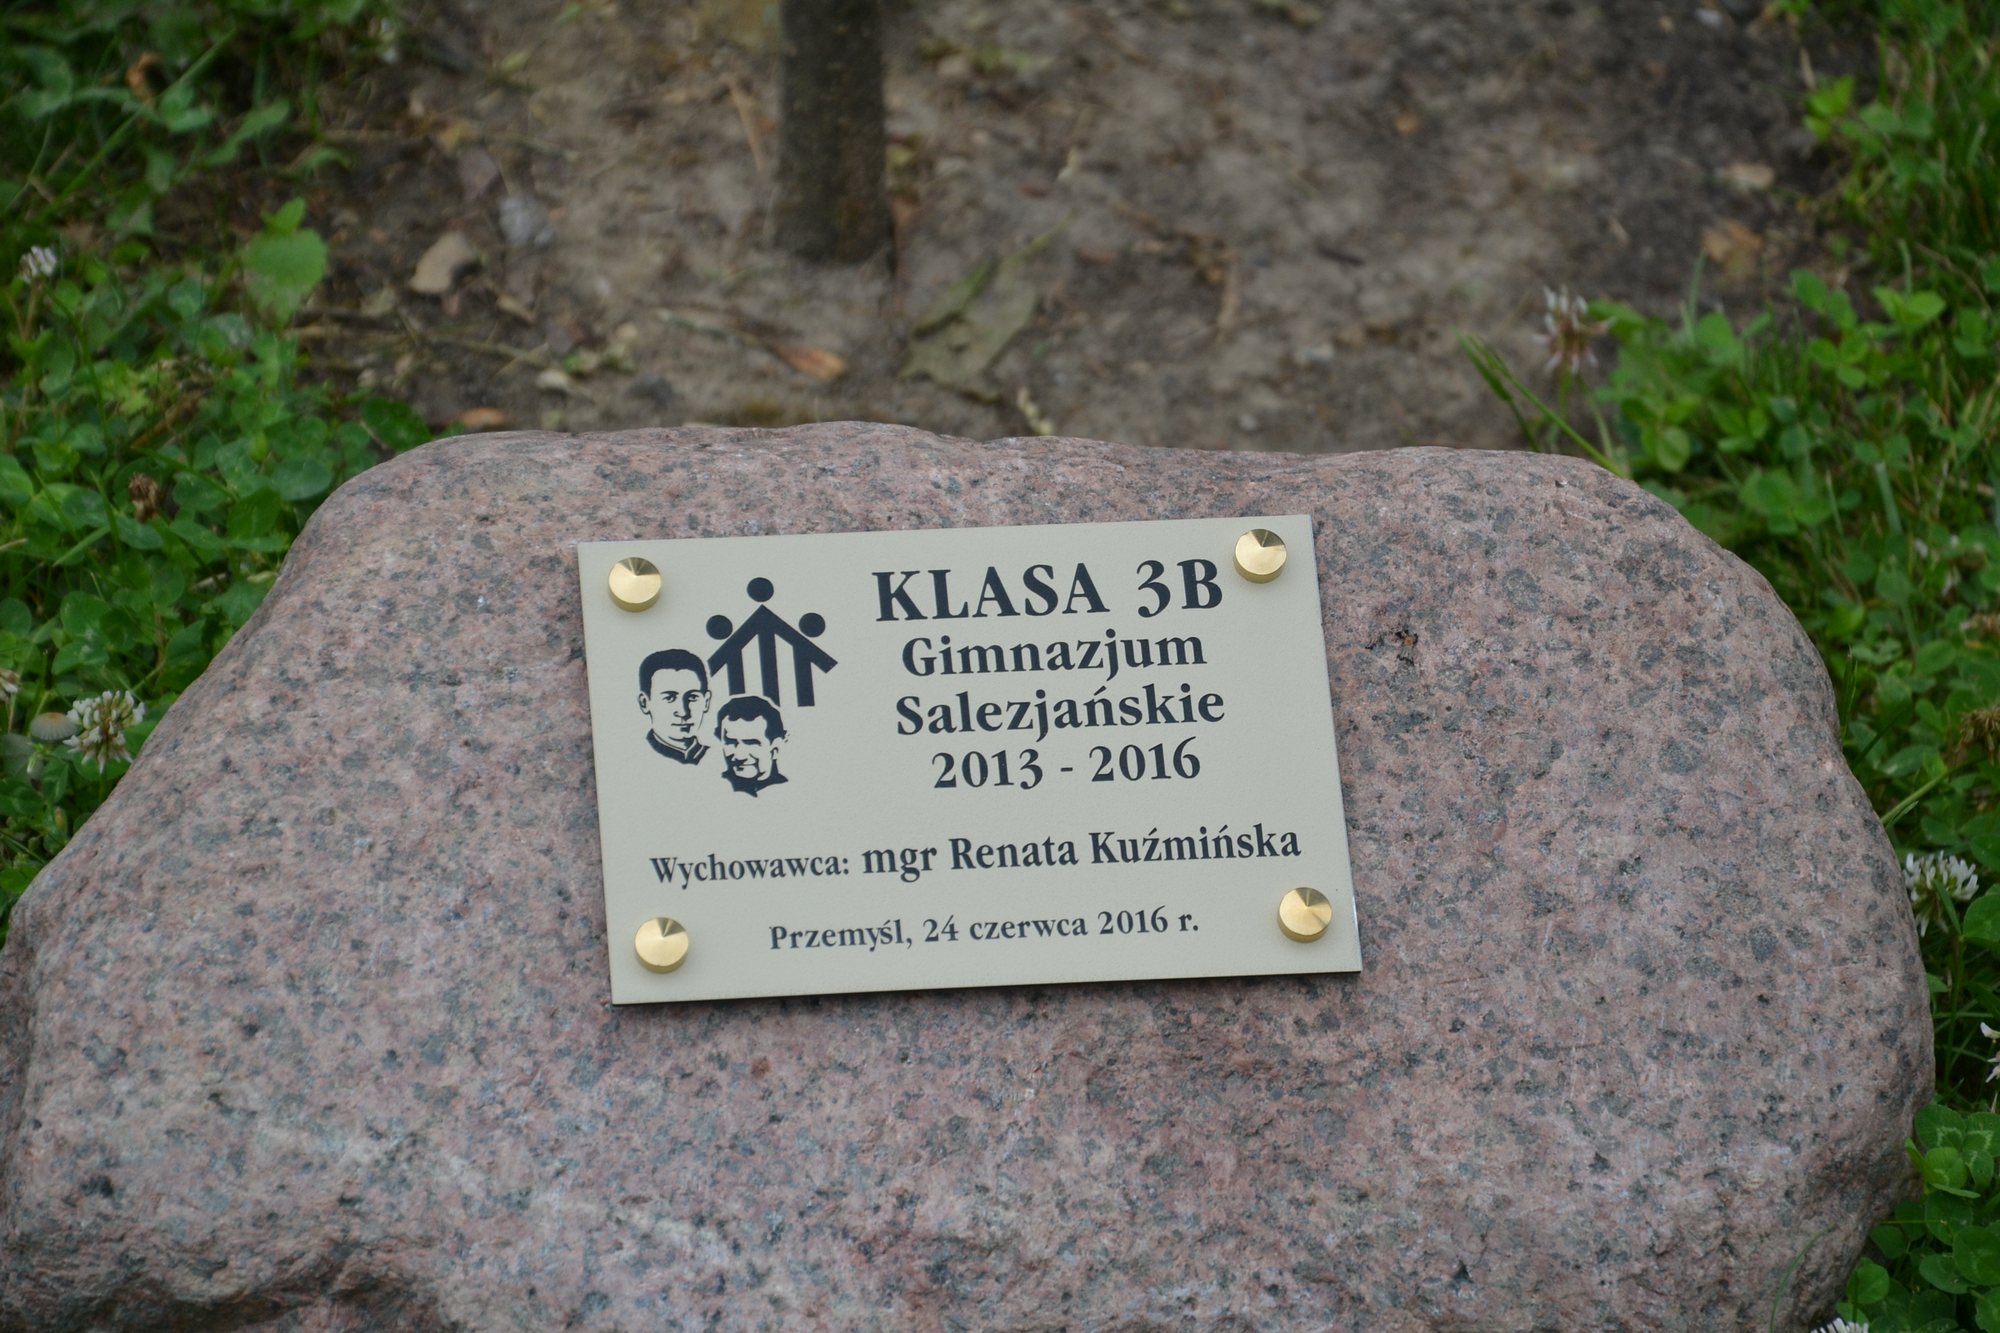 KLASA 3B
Gimnazjum
Salezjańskie
2013 - 2016
Wychowawca: mgr Renata Kuźmińska
Przemyśl, 24 czerwca 2016 r.